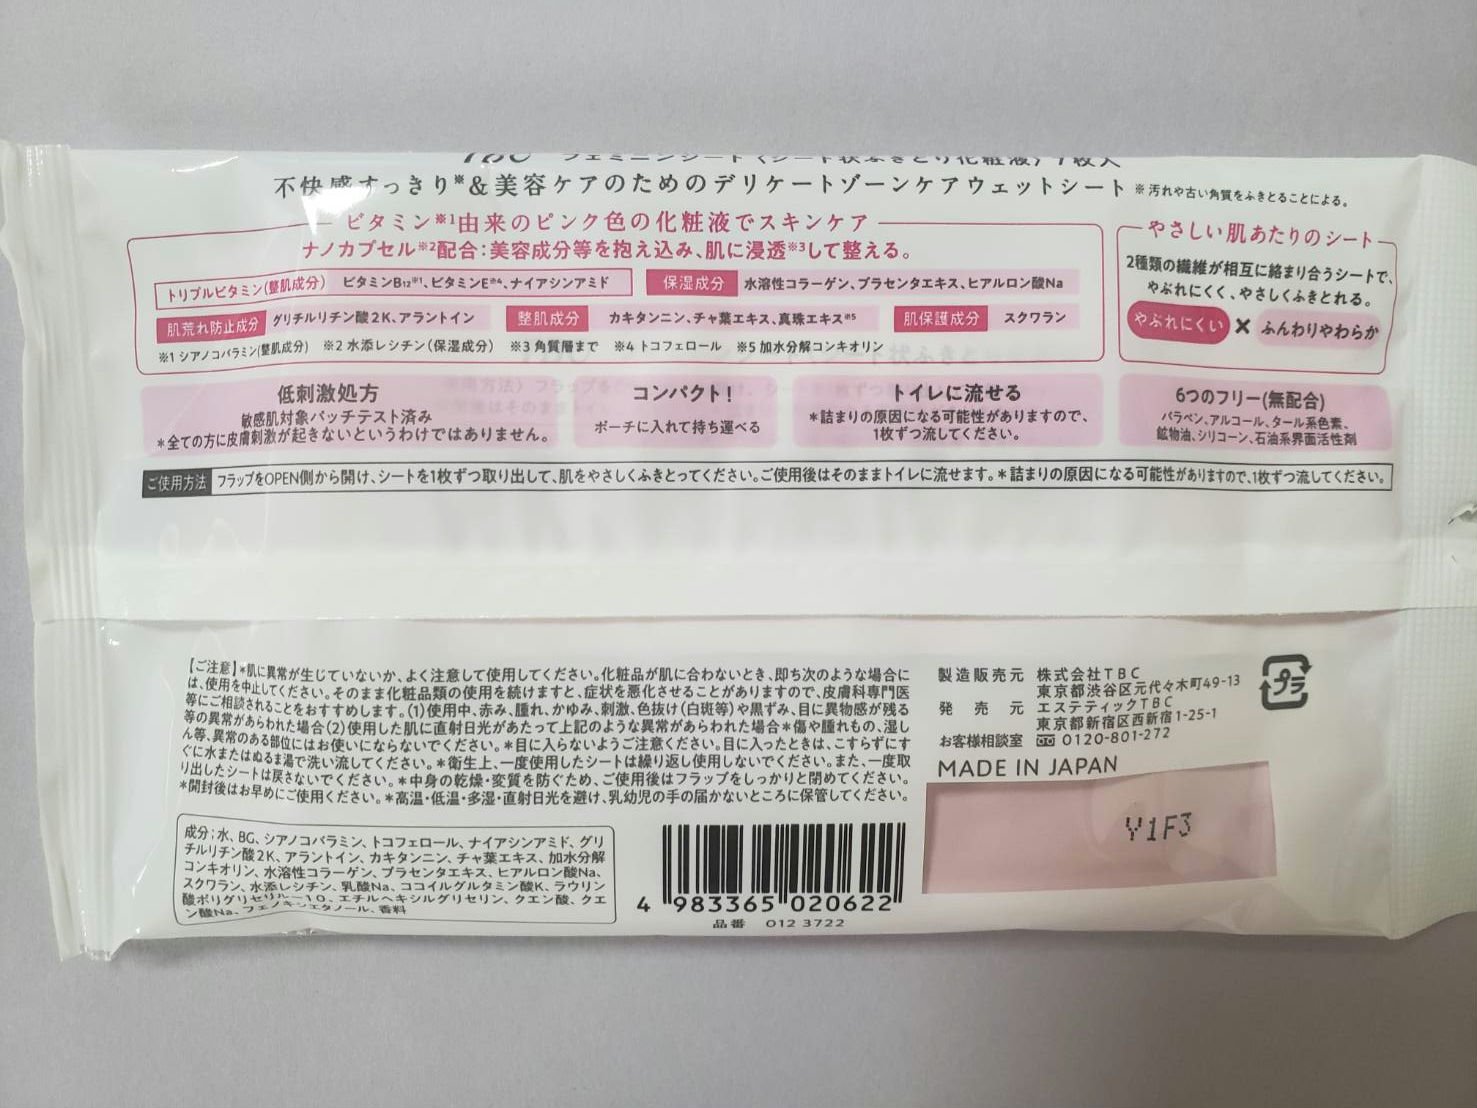 TBC フェミニンシート〈シート状ふきとり化粧液〉7枚入
不快感すっきり※&美容ケアのためのデリケートゾーンケアウェットシート ※汚れや古い角質をふきとることによる。
ビタミン※1由来のピンク色の化粧液でスキンケア
ナノカプセル※2配合:美容成分等を抱え込み、肌に浸透※3して整える。
トリプルビタミン(整肌成分) ビタミンB12※1、ビタミンE※4、ナイアシンアミド
保湿成分 水溶性コラーゲン、プラセンタエキス、ヒアルロン酸Na
肌荒れ防止成分 グリチルリチン酸2K、アラントイン
整肌成分 カキタンニン、チャ葉エキス、真珠エキス※5
肌保護成分 スクワラン
※1 シアノコバラミン(整肌成分) ※2 水添レシチン(保湿成分) ※3 角質層まで ※4 トコフェロール ※5 加水分解コンキオリン
やさしい肌あたりのシート
2種類の繊維が相互に絡まり合うシートで、
やぶれにくく、やさしくふきとれる。
やぶれにくい × ふんわりやわらか
低刺激処方
敏感肌対象パッチテスト済み
*全ての方に皮膚刺激が起きないというわけではありません。
コンパクト!
ポーチに入れて持ち運べる
トイレに流せる
*詰まりの原因になる可能性がありますので、
1枚ずつ流してください。
6つのフリー(無配合)
パラベン、アルコール、タール系色素、
鉱物油、シリコーン、石油系界面活性剤
ご使用方法 フラップをOPEN側から開け、シートを1枚ずつ取り出して、肌をやさしくふきとってください。ご使用後はそのままトイレに流せます。*詰まりの原因になる可能性がありますので、1枚ずつ流してください。
【ご注意】*肌に異常が生じていないか、よく注意して使用してください。化粧品が肌に合わないとき、即ち次のような場合に
は、使用を中止してください。そのまま化粧品類の使用を続けますと、症状を悪化させることがありますので、皮膚科専門医
等にご相談されることをおすすめします。(1)使用中、赤み、腫れ、かゆみ、刺激、色抜け(白斑等)や黒ずみ、目に異物感が残る
等の異常があらわれた場合(2)使用した肌に直射日光があたって上記のような異常があらわれた場合*傷や腫れもの、湿し
ん等、異常のある部位にはお使いにならないでください。*目に入らないようご注意ください。目に入ったときは、こすらずにす
ぐに水またはぬるま湯で洗い流してください。*衛生上、一度使用したシートは繰り返し使用しないでください。また、一度取
り出したシートは戻さないでください。*中身の乾燥・変質を防ぐため、ご使用後はフラップをしっかりと閉めてください。
*開封後はお早めにご使用ください。*高温・低温・多湿・直射日光を避け、乳幼児の手の届かないところに保管してください。
成分:水、BG、シアノコバラミン、トコフェロール、ナイアシンアミド、グリ
チルリチン酸2K、アラントイン、カキタンニン、チャ葉エキス、加水分解
コンキオリン、水溶性コラーゲン、プラセンタエキス、ヒアルロン酸Na、
スクワラン、水添レシチン、乳酸Na、ココイルグルタミン酸K、ラウリン
酸ポリグリセリル-10、エチルヘキシルグリセリン、クエン酸、クエ
ン酸Na、フェノキシエタノール、香料
4 983365 020622
品番 012 3722
製造販売元 株式会社TBC
東京都渋谷区元代々木町49-13
発売元 エステティックTBC
東京都新宿区西新宿1-25-1
お客様相談室 0120-801-272
MADE IN JAPAN
プラ
Y1F3